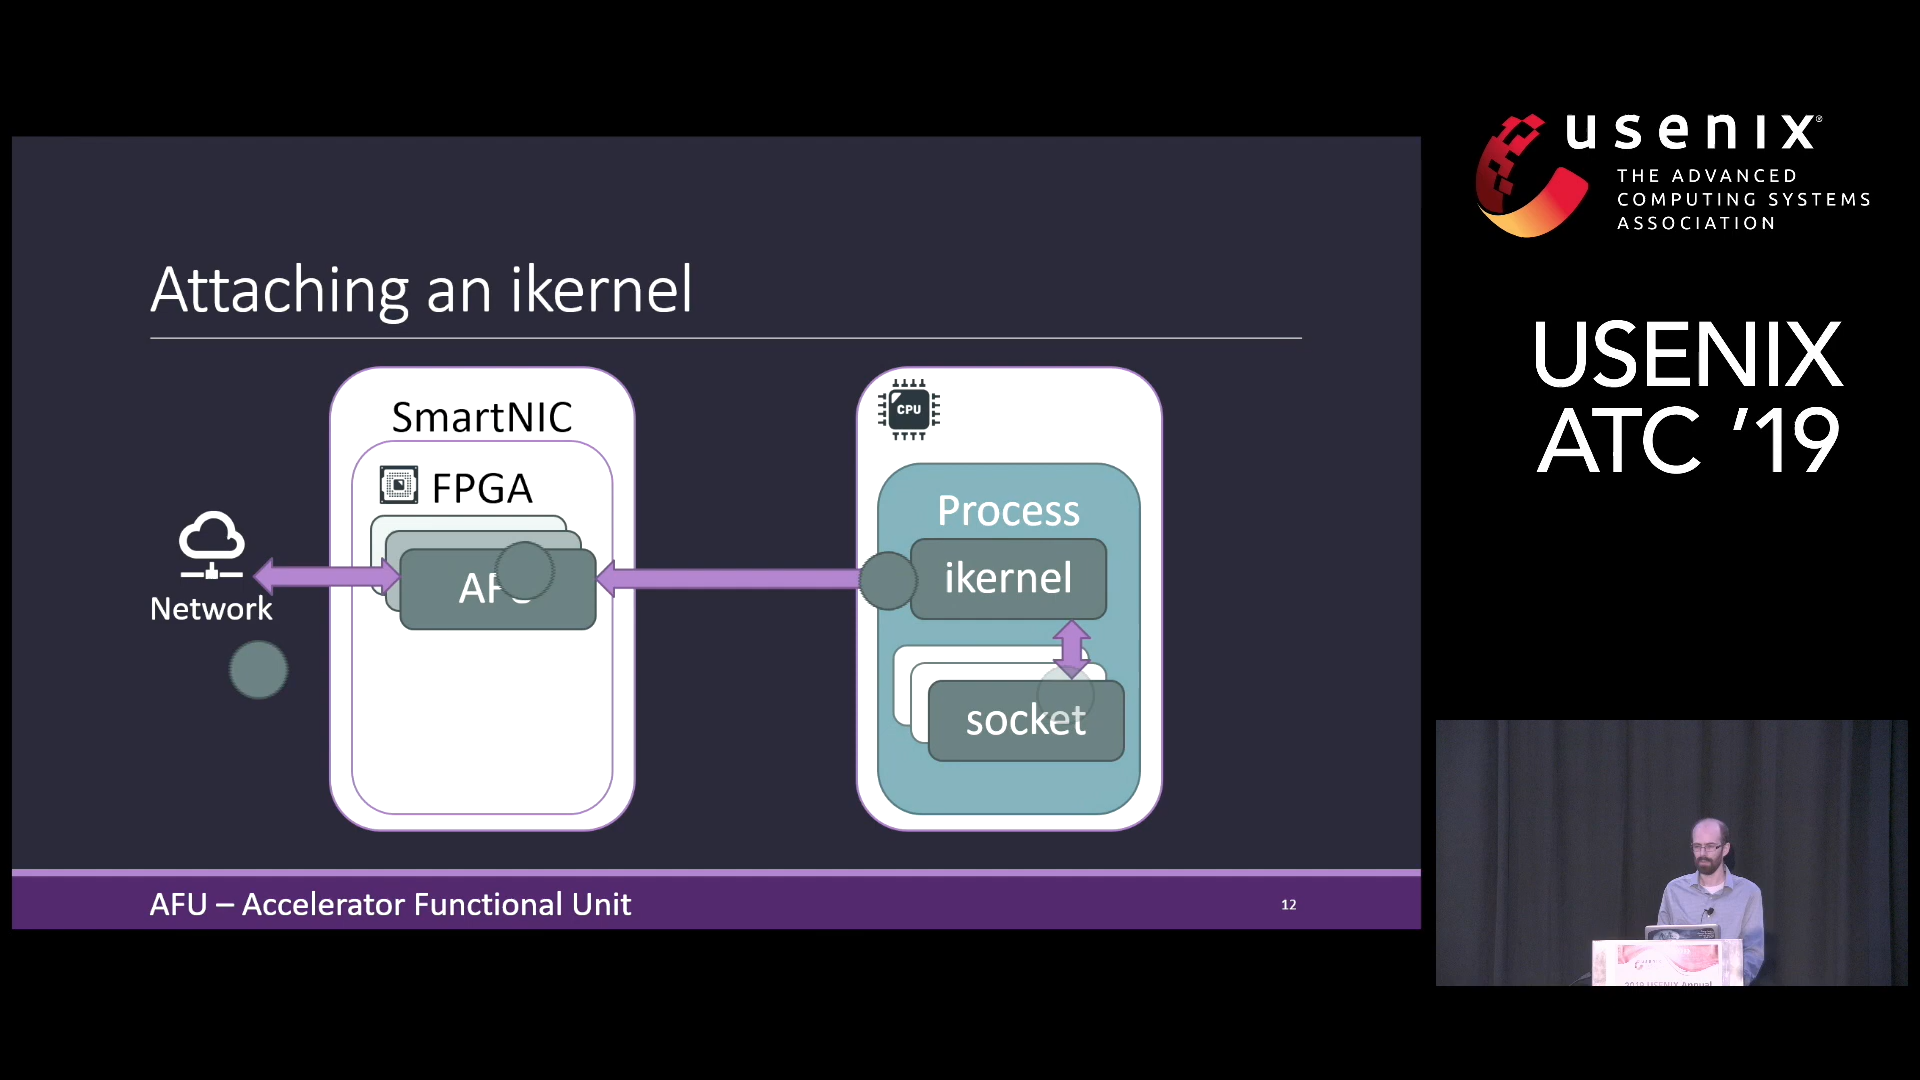 Attaching an ikernel
SmartNIC
FPGA
Network
CPU
Process
ikernel
socket
AFU – Accelerator Functional Unit
12
usenix®
THE ADVANCED
COMPUTING SYSTEMS
ASSOCIATION
USENIX
ATC ’19